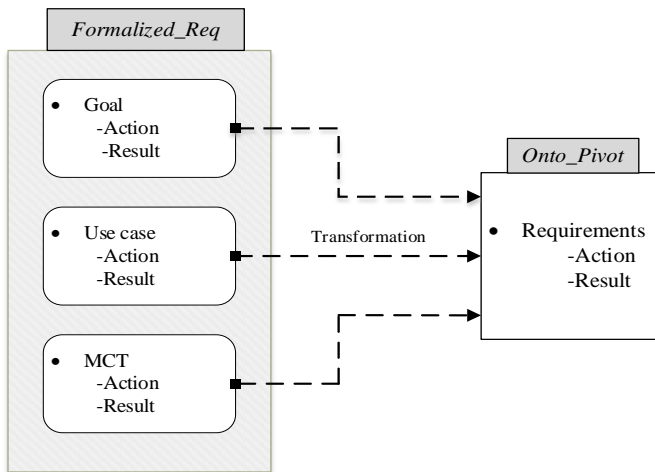 Formalized_Req
• Goal
-Action
-Result
• Use case
-Action
-Result
• MCT
-Action
-Result
Transformation
Onto_Pivot
• Requirements
-Action
-Result